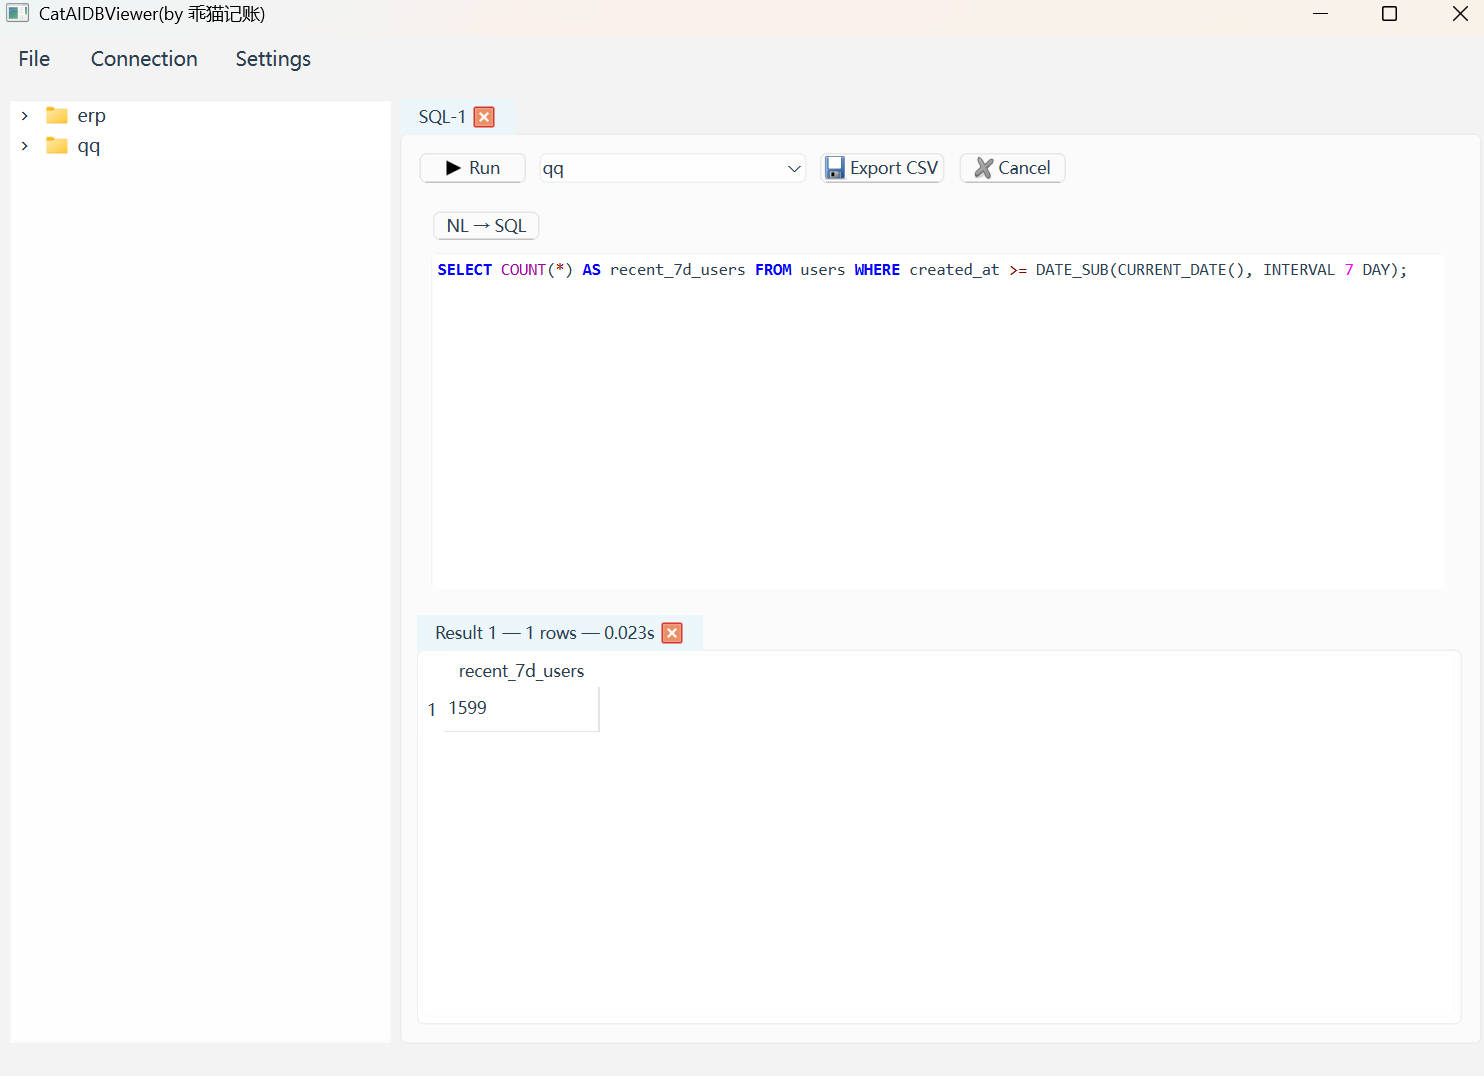 CatAIDBViewer(by 乖猫记账)
File Connection Settings
erp
qq
SQL-1
Run qq Export CSV Cancel
NL → SQL
SELECT COUNT(*) AS recent_7d_users FROM users WHERE created_at >= DATE_SUB(CURRENT_DATE(), INTERVAL 7 DAY);
Result 1 — 1 rows — 0.023s
recent_7d_users
1 1599